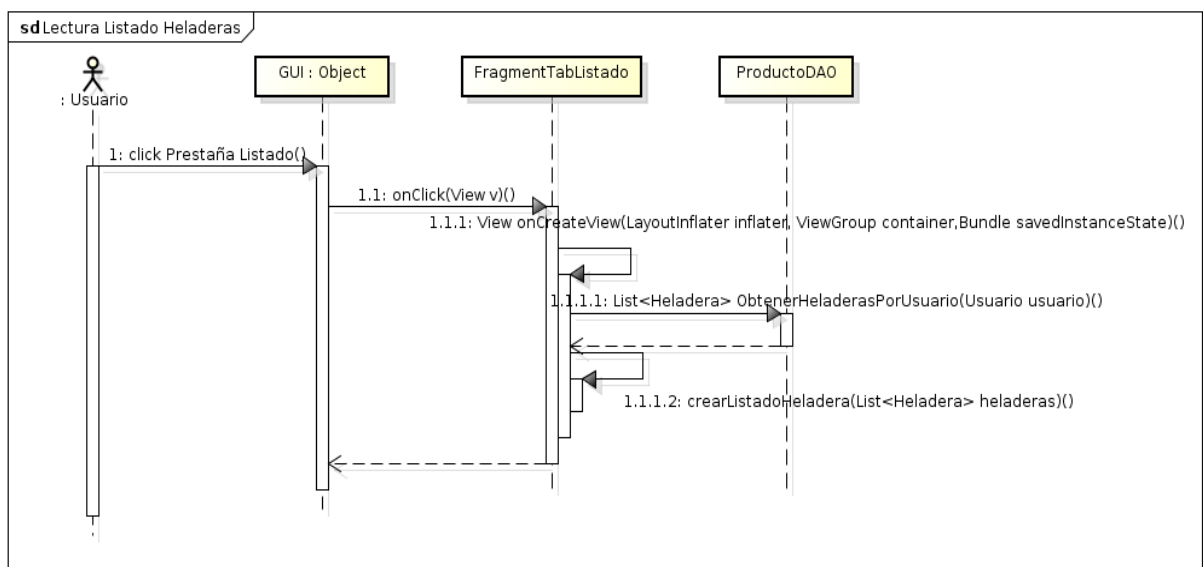 sd Lectura Listado Heladeras
GUI : Object
FragmentTabListado
ProductoDAO
: Usuario
1: click Prestaña Listado()
1.1: onClick(View v)()
1.1.1: View onCreateView(LayoutInflater inflater, ViewGroup container,Bundle savedInstanceState)()
1.1.1.1: List<Heladera> ObtenerHeladerasPorUsuario(Usuario usuario)()
1.1.1.2: crearListadoHeladera(List<Heladera> heladeras)()